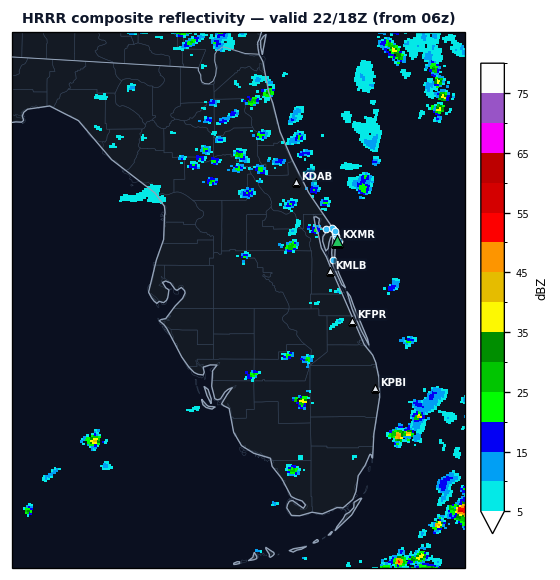 HRRR composite reflectivity — valid 22/18Z (from 06z)
75
65
55
45
35
25
15
5
dBZ
KDAB
KXMR
KMLB
KFPR
KPBI